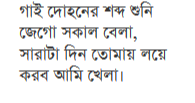 গাই দোহনের শব্দ শুনি
জেগো সকাল বেলা,
সারাটা দিন তোমায় লয়ে
করব আমি খেলা।